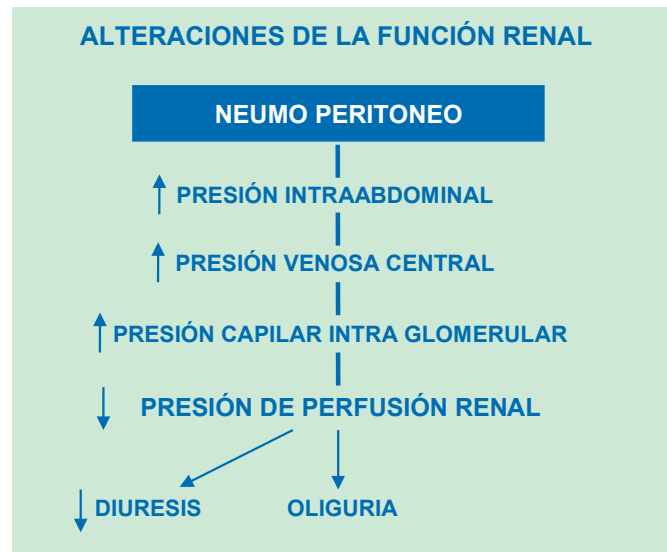 ALTERACIONES DE LA FUNCIÓN RENAL
NEUMO PERITONEO
PRESIÓN INTRAABDOMINAL
PRESIÓN VENOSA CENTRAL
PRESIÓN CAPILAR INTRA GLOMERULAR
PRESIÓN DE PERFUSIÓN RENAL
DIURESIS OLIGURIA